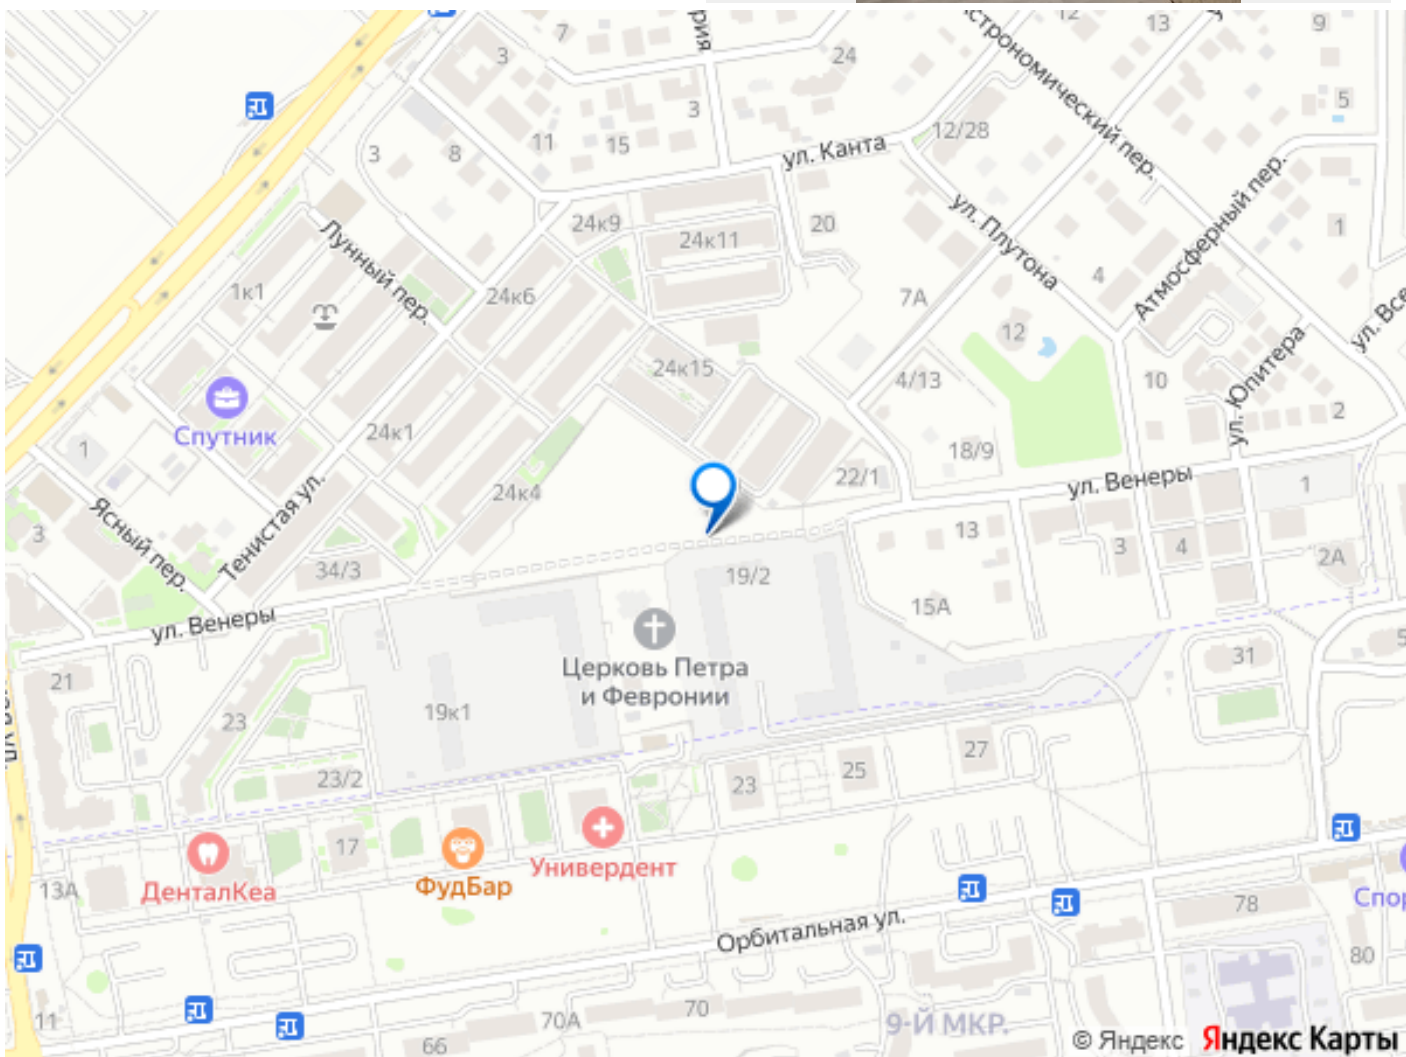 7
3
12
13
9
24
Астрономический пер.
3
5
12/28
11
15
8
3
ул. Канта
ул. Плутона
Атмосферный пер.
24к9
24к11
20
1
Лунный пер.
4
1к1
24к6
7А
12
ул. Юпитера
24к15
4/13
10
2
Спутник
24к1
1
18/9
24к4
22/1
ул. Венеры
1
Ясный пер.
Тенистая ул.
3
13
3
4
2А
34/3
19/2
15А
ул. Венеры
Церковь Петра
и Февронии
31
21
23
19к1
23/2
23
25
27
17
Универдент
ФудБар
ДенталКеа
13А
78
Орбитальная ул.
80
11
70А
70
66
9-Й МКР.
© Яндекс Яндекс Карты